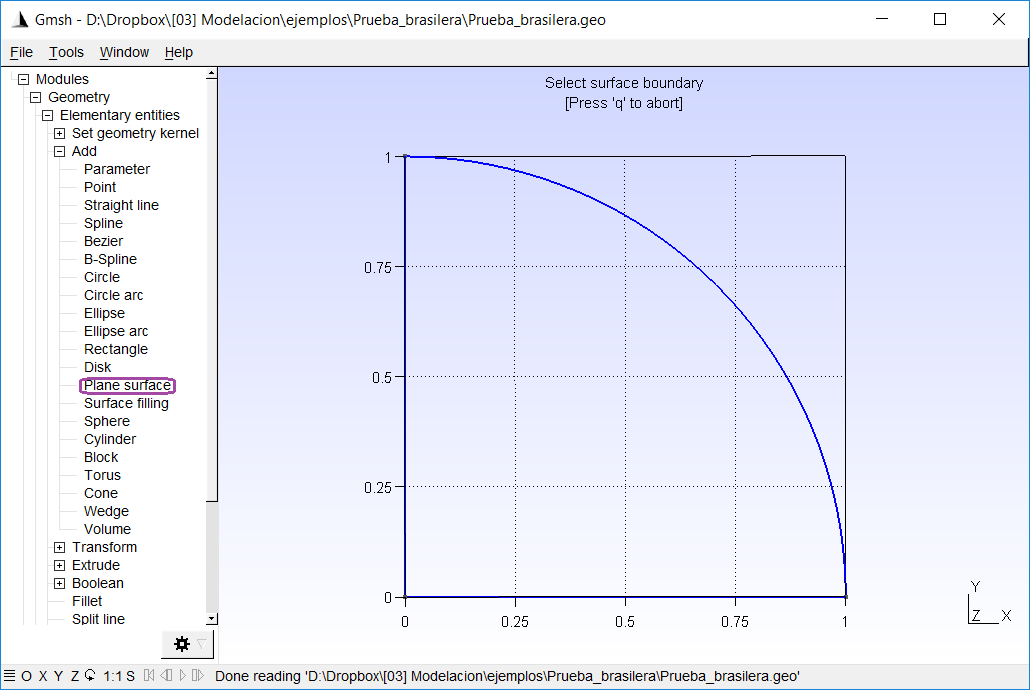 Gmsh - D:\Dropbox\[03] Modelacion\ejemplos\Prueba_brasilera\Prueba_brasilera.geo
File Tools Window Help
Modules
Geometry
Elementary entities
Set geometry kernel
Add
Parameter
Point
Straight line
Spline
Bezier
B-Spline
Circle
Circle arc
Ellipse
Ellipse arc
Rectangle
Disk
Plane surface
Surface filling
Sphere
Cylinder
Block
Torus
Cone
Wedge
Volume
Transform
Extrude
Boolean
Fillet
Split line
Select surface boundary
[Press 'q' to abort]
1
0.75
0.5
0.25
0
0 0.25 0.5 0.75 1
Y
Z X
O X Y Z 1:1 S Done reading 'D:\Dropbox\[03] Modelacion\ejemplos\Prueba_brasilera\Prueba_brasilera.geo'